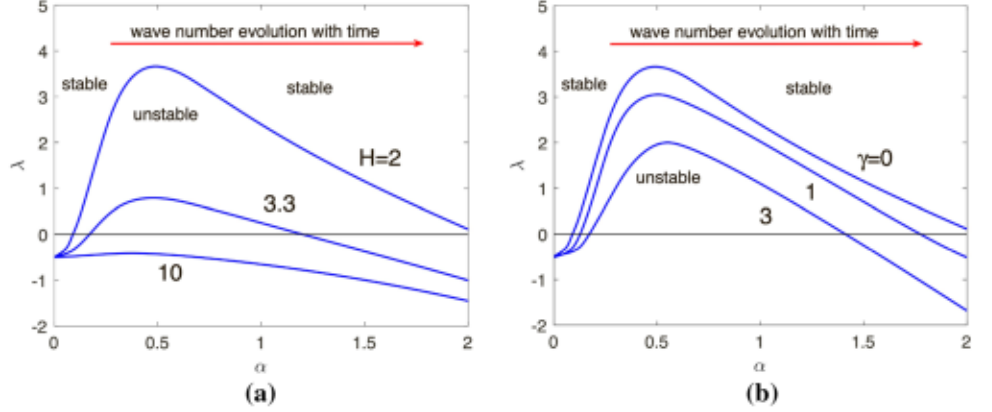 wave number evolution with time
5
4
3
2
1
0
-1
-2
λ
stable
unstable
stable
H=2
3.3
10
0
0.5
1
1.5
2
α
(a)
wave number evolution with time
5
4
3
2
1
0
-1
-2
λ
stable
stable
unstable
γ=0
1
3
0
0.5
1
1.5
2
α
(b)